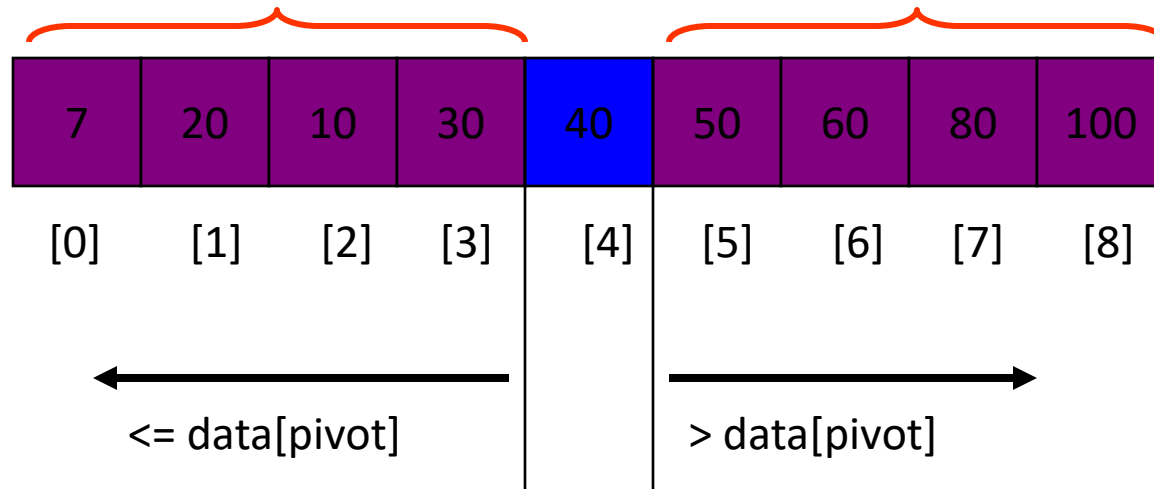 7 20 10 30 40 50 60 80 100
[0] [1] [2] [3] [4] [5] [6] [7] [8]
<= data[pivot] > data[pivot]